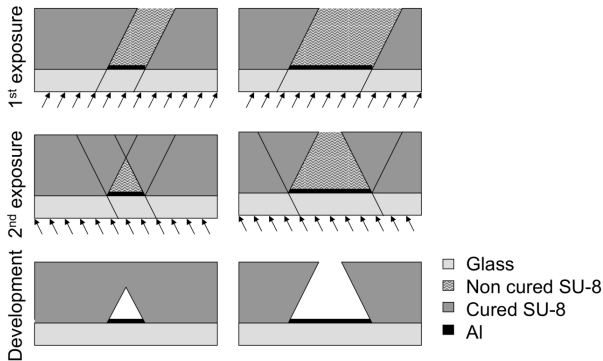 1st exposure
2nd exposure
Development
Glass
Non cured SU-8
Cured SU-8
Al